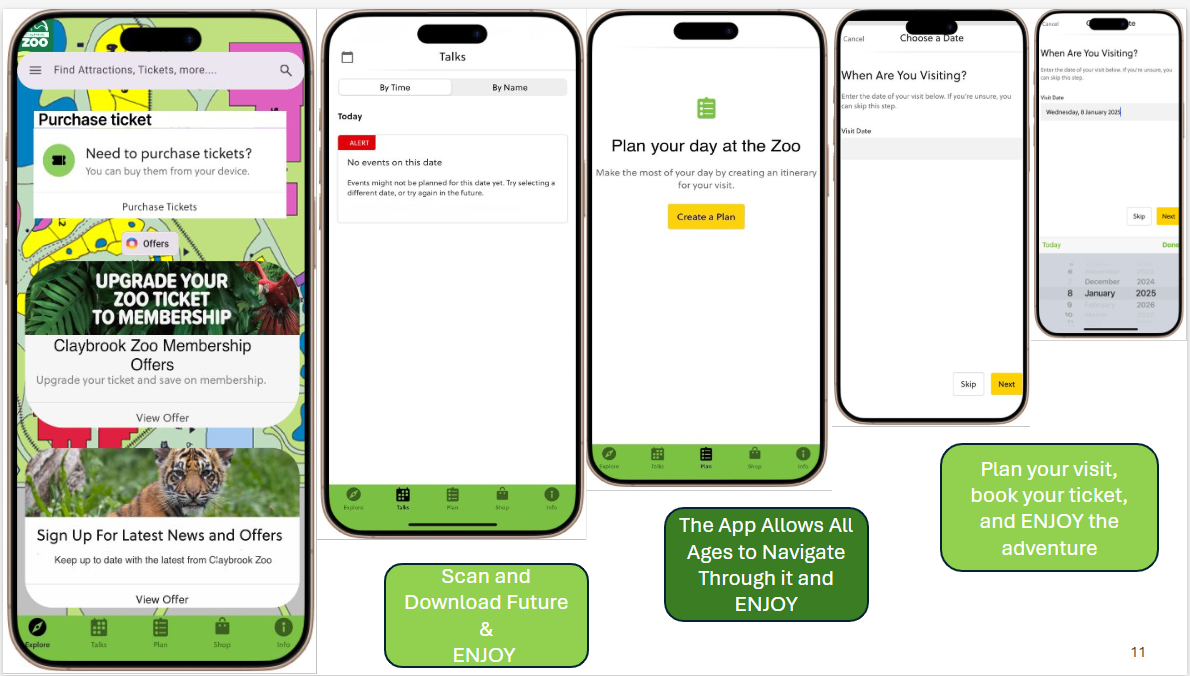 ZOO
Find Attractions, Tickets, more....
Purchase ticket
Need to purchase tickets?
You can buy them from your device.
Purchase Tickets
Offers
UPGRADE YOUR
ZOO TICKET
TO MEMBERSHIP
Claybrook Zoo Membership
Offers
Upgrade your ticket and save on membership.
View Offer
Sign Up For Latest News and Offers
Keep up to date with the latest from Claybrook Zoo
View Offer
Explore
Talks
Plan
Shop
Info
Talks
By Time
By Name
Today
ALERT
No events on this date
Events might not be planned for this date yet. Try selecting a
different date, or try again in the future.
Explore
Talks
Plan
Shop
Info
Scan and
Download Future
&
ENJOY
Plan your day at the Zoo
Make the most of your day by creating an itinerary
for your visit.
Create a Plan
Explore
Talks
Plan
Shop
Info
The App Allows All
Ages to Navigate
Through it and
ENJOY
Cancel
Choose a Date
When Are You Visiting?
Enter the date of your visit below. If you're unsure, you
can skip this step.
Visit Date
Skip
Next
Cancel
When Are You Visiting?
Enter the date of your visit below. If you're unsure, you
can skip this step.
Visit Date
Wednesday, 8 January 2025
Skip
Next
Today
Done
December 2024
8 January 2025
9 February 2026
10
Plan your visit,
book your ticket,
and ENJOY the
adventure
11